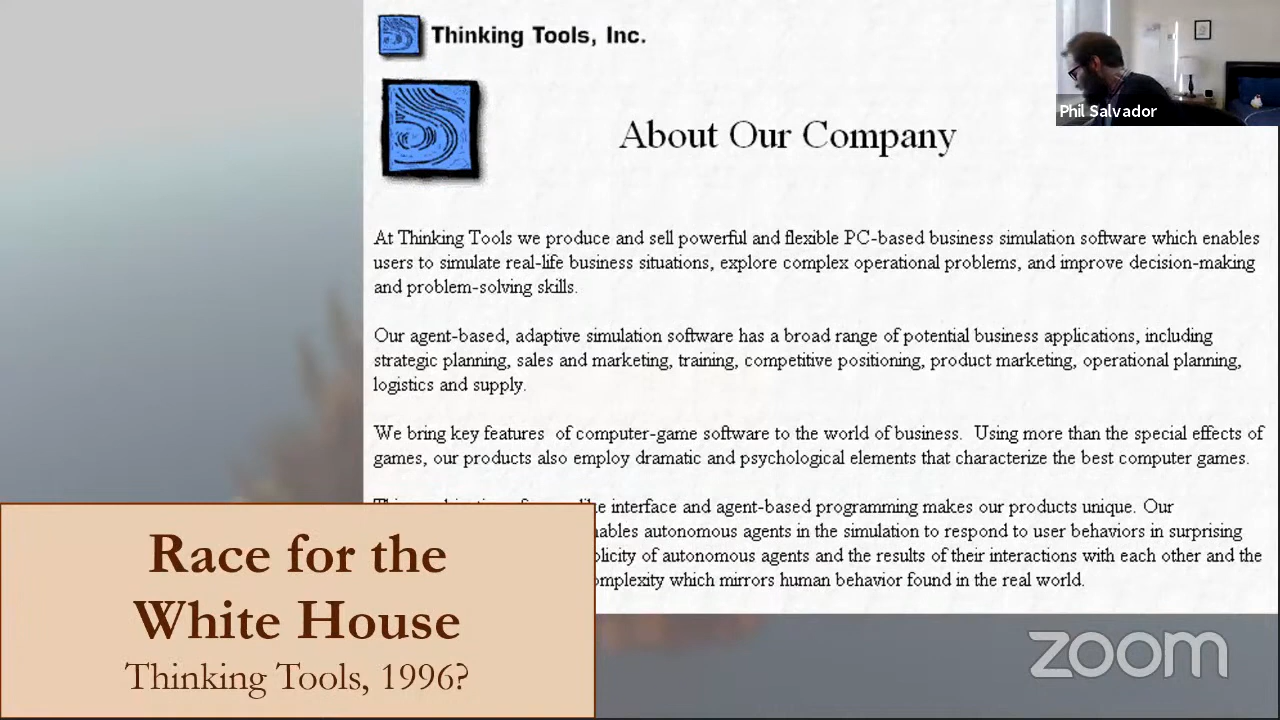 Thinking Tools, Inc.
About Our Company
Phil Salvador
At Thinking Tools we produce and sell powerful and flexible PC-based business simulation software which enables
users to simulate real-life business situations, explore complex operational problems, and improve decision-making
and problem-solving skills.
Our agent-based, adaptive simulation software has a broad range of potential business applications, including
strategic planning, sales and marketing, training, competitive positioning, product marketing, operational planning,
logistics and supply.
We bring key features of computer-game software to the world of business. Using more than the special effects of
games, our products also employ dramatic and psychological elements that characterize the best computer games.
interface and agent-based programming makes our products unique. Our
autonomous agents in the simulation to respond to user behaviors in surprising
of autonomous agents and the results of their interactions with each other and the
which mirrors human behavior found in the real world.
Race for the
White House
Thinking Tools, 1996?
zoom